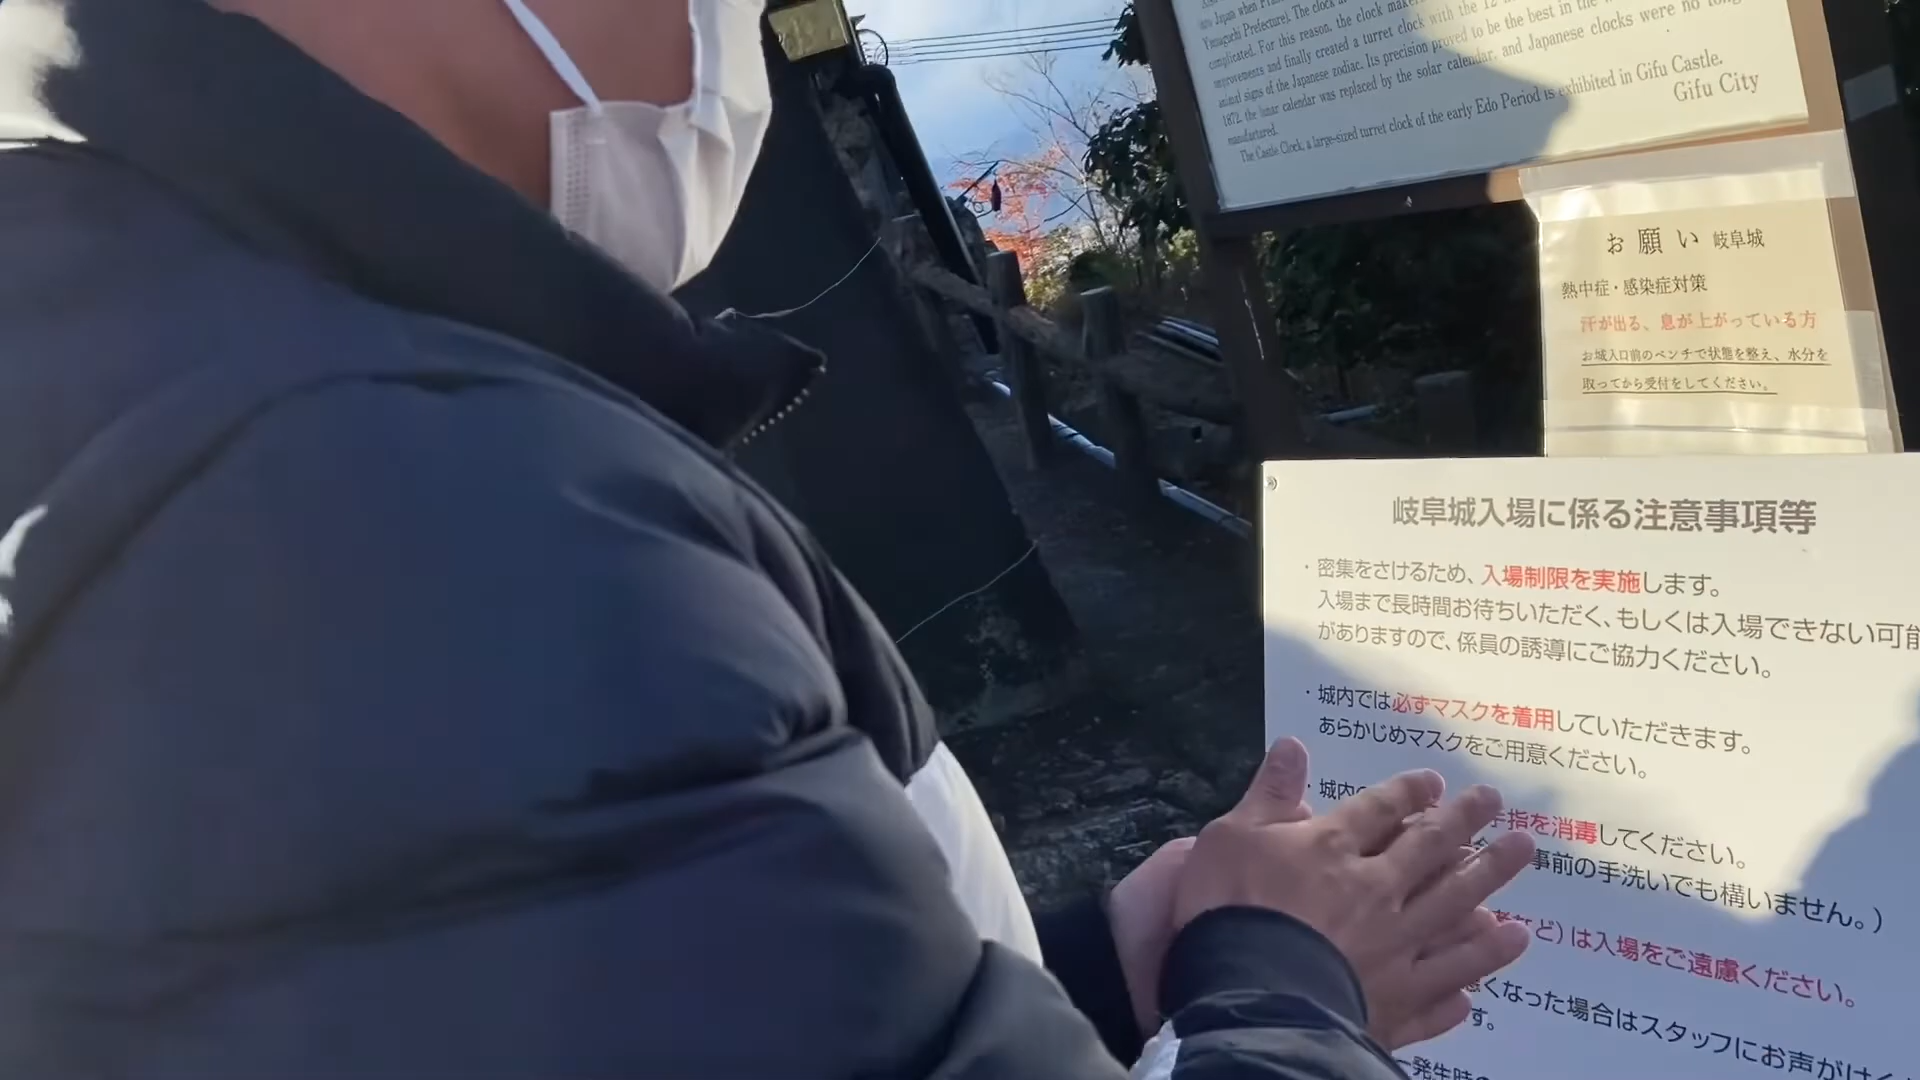 Yamaguchi Prefecture). The clock
complicated. For this reason, the clock
improvements and finally created a turret clock with the 12
animal signs of the Japanese zodiac. Its precision proved to be the best in the
1872, the lunar calendar was replaced by the solar calendar, and Japanese clocks were no
manufactured.
The Castle Clock, a large-sized turret clock of the early Edo Period is exhibited in Gifu Castle.
Gifu City
お願い 岐阜城
熱中症・感染症対策
汗が出る、息が上がっている方
お城入口前のベンチで状態を整え、水分を
取ってから受付をしてください。
岐阜城入場に係る注意事項等
・密集をさけるため、入場制限を実施します。
入場まで長時間お待ちいただく、もしくは入場できない可能
がありますので、係員の誘導にご協力ください。
・城内では必ずマスクを着用していただきます。
あらかじめマスクをご用意ください。
・城内 手指を消毒してください。
事前の手洗いでも構いません。)
など)は入場をご遠慮ください。
くなった場合はスタッフにお声がけ
す。
発生時